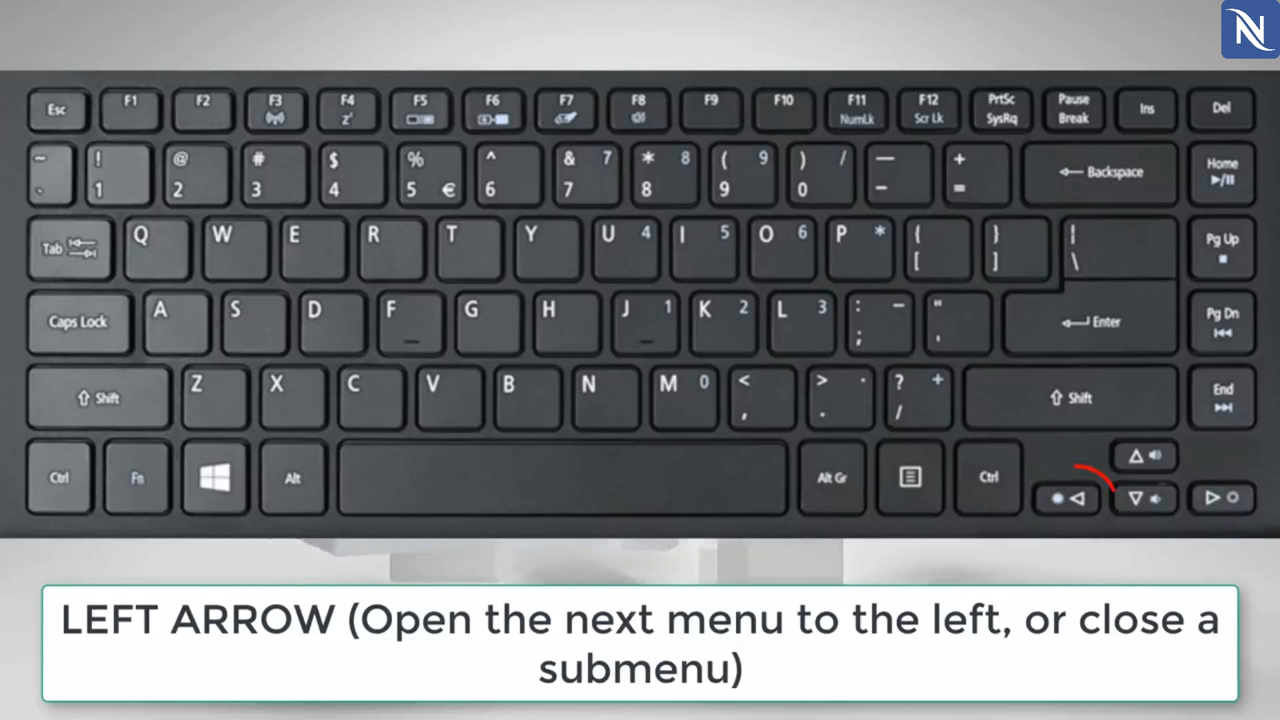 N
Esc F1 F2 F3 F4 F5 F6 F7 F8 F9 F10 F11 F12 PrtSc Pause Ins Del
zᶻ NumLk Scr Lk SysRq Break
~ ! @ # $ % ^ & 7 * 8 ( 9 ) / — + ← Backspace Home
` 1 2 3 4 5 € 6 7 8 9 0 - = ▶/II
Tab Q W E R T Y U 4 I 5 O 6 P * { } | Pg Up
[ ] \ ■
Caps Lock A S D F G H J 1 K 2 L 3 : – " Enter Pg Dn
_ _ ; ' I◀◀
⇧ Shift Z X C V B N M 0 < > . ? + ⇧ Shift End
, . / ▶▶I
Ctrl Fn Alt Alt Gr Ctrl △
◁ ▽ ▷
LEFT ARROW (Open the next menu to the left, or close a
submenu)